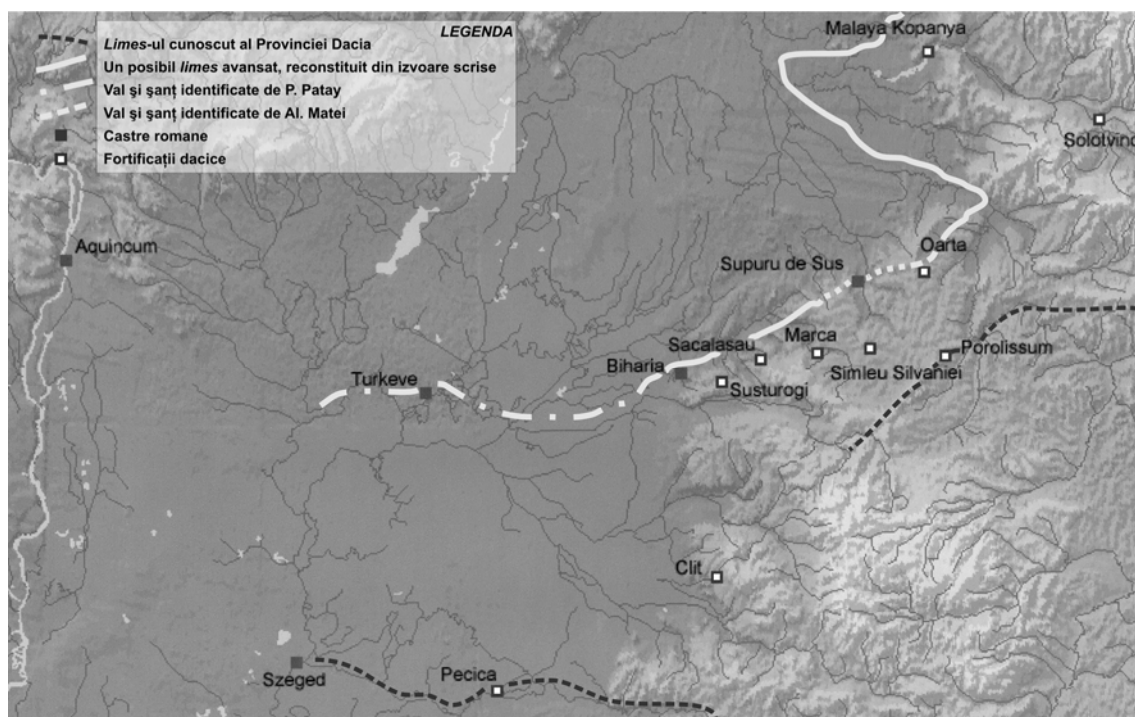 LEGENDA
Limes-ul cunoscut al Provinciei Dacia
Un posibil limes avansat, reconstituit din izvoare scrise
Val şi şanţ identificate de P. Patay
Val şi şanţ identificate de Al. Matei
Castre romane
Fortificaţii dacice
Malaya Kopanya
Solotvino
Aquincum
Oarta
Supuru de Sus
Marca
Sacalasau
Porolissum
Biharia
Simleu Silvaniei
Turkeve
Susturogi
Clit
Szeged
Pecica